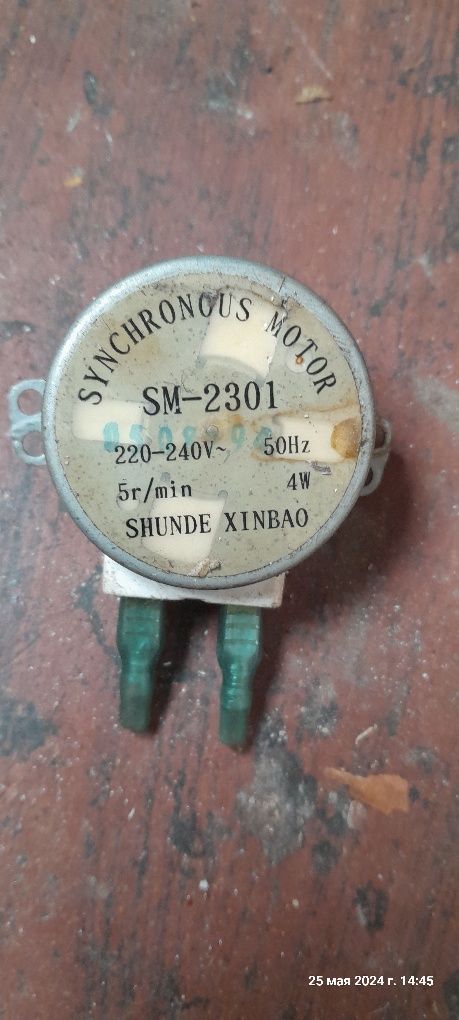 SYNCHRONOUS MOTOR
SM-2301
220-240V~ 50Hz
5r/min 4W
SHUNDE XINBAO
25 мая 2024 г. 14:45